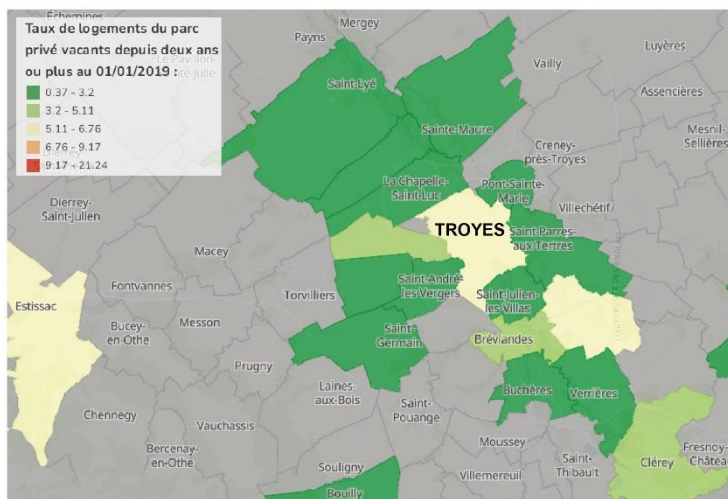 Taux de logements du parc
privé vacants depuis deux ans
ou plus au 01/01/2019 :
0.37 - 3.2
3.2 - 5.11
5.11 - 6.76
6.76 - 9.17
9.17 - 21.24
Échemines
Mergey
Payns
Luyères
Vailly
Saint-Lyé
Assencières
Sainte-Maure
Mesnil-
Sellières
Creney-
près-Troyes
La Chapelle-
Saint-Luc
Pont-Sainte-
Marie
Dierrey-
Saint-Julien
Villechétif
TROYES
Saint-Parres-
aux-Tertres
Macey
Fontvannes
Estissac
Torvilliers
Saint-André-
les-Vergers
Saint-Julien-
les-Villas
Bucey-
en-Othe
Messon
Saint-
Germain
Bréviandes
Prugny
Laines-
aux-Bois
Buchères
Verrières
Saint-
Pouange
Chennegy
Vauchassis
Moussey
Clérey
Fresnoy-
Châtea
Bercenay-
en-Othe
Saint-
Thibault
Souligny
Villemereuil
Bouilly